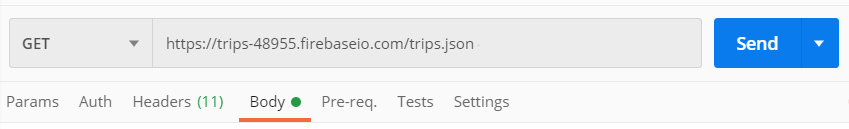 GET https://trips-48955.firebaseio.com/trips.json Send
Params Auth Headers (11) Body Pre-req. Tests Settings